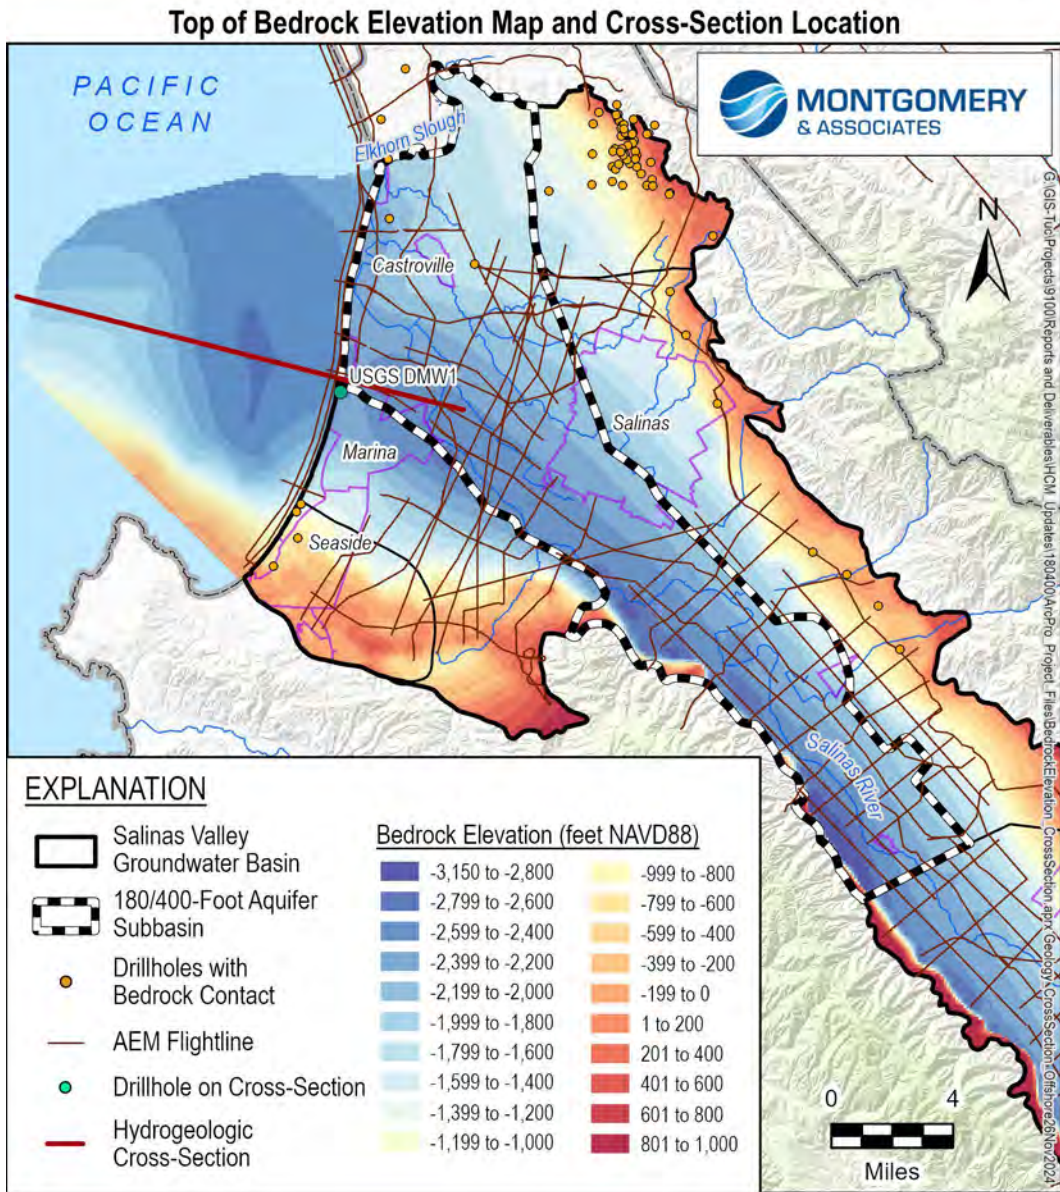 Top of Bedrock Elevation Map and Cross-Section Location
PACIFIC
OCEAN
MONTGOMERY
& ASSOCIATES
Elkhorn Slough
N
Castroville
USGS DMW1
Salinas
Marina
Seaside
Salinas River
EXPLANATION
Salinas Valley
Groundwater Basin
180/400-Foot Aquifer
Subbasin
Drillholes with
Bedrock Contact
AEM Flightline
Drillhole on Cross-Section
Hydrogeologic
Cross-Section
Bedrock Elevation (feet NAVD88)
-3,150 to -2,800
-2,799 to -2,600
-2,599 to -2,400
-2,399 to -2,200
-2,199 to -2,000
-1,999 to -1,800
-1,799 to -1,600
-1,599 to -1,400
-1,399 to -1,200
-1,199 to -1,000
-999 to -800
-799 to -600
-599 to -400
-399 to -200
-199 to 0
1 to 200
201 to 400
401 to 600
601 to 800
801 to 1,000
0 4
Miles